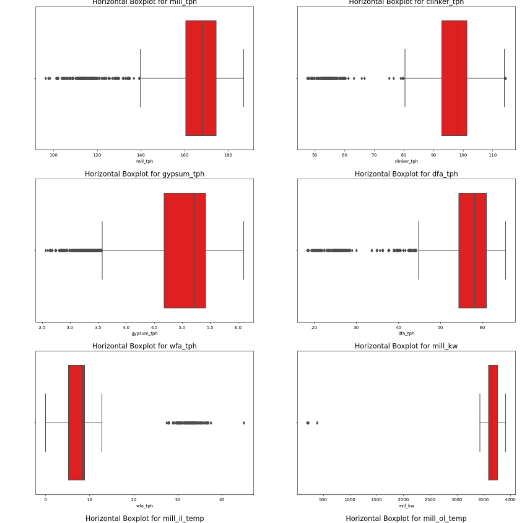 Horizontal Boxplot for mill_tph
Horizontal Boxplot for clinker_tph
100 120 140 160 180
mill_tph
50 60 70 80 90 100 110
clinker_tph
Horizontal Boxplot for gypsum_tph
Horizontal Boxplot for dfa_tph
2.5 3.0 3.5 4.0 4.5 5.0 5.5 6.0
gypsum_tph
20 30 40 50 60
dfa_tph
Horizontal Boxplot for wfa_tph
Horizontal Boxplot for mill_kw
0 10 20 30 40
wfa_tph
500 1000 1500 2000 2500 3000 3500 4000
mill_kw
Horizontal Boxplot for mill_il_temp
Horizontal Boxplot for mill_ol_temp